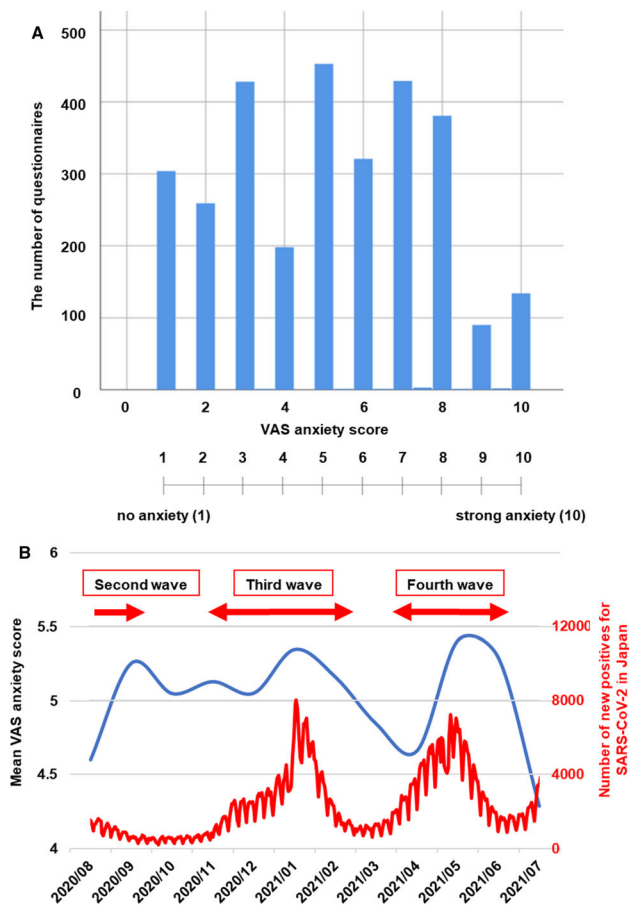 A
500
400
300
200
100
0
The number of questionnaires
0 2 4 6 8 10
VAS anxiety score
1 2 3 4 5 6 7 8 9 10
no anxiety (1) strong anxiety (10)
B
6
5.5
5
4.5
4
Mean VAS anxiety score
Second wave Third wave Fourth wave
12000
8000
4000
0
Number of new positives for
SARS-CoV-2 in Japan
2020/08 2020/09 2020/10 2020/11 2020/12 2021/01 2021/02 2021/03 2021/04 2021/05 2021/06 2021/07